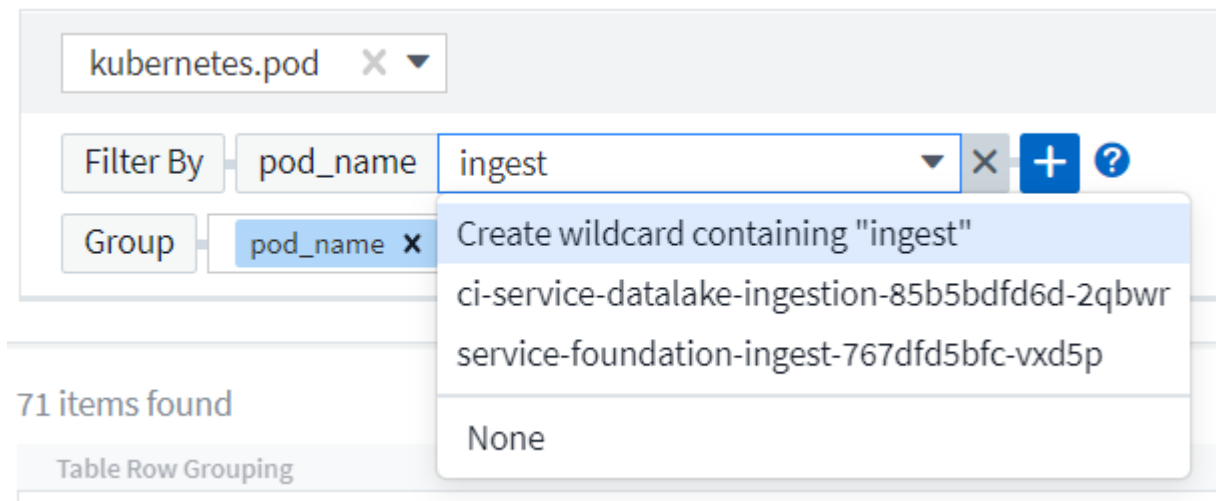 kubernetes.pod
Filter By pod_name ingest
Group pod_name
Create wildcard containing "ingest"
ci-service-datalake-ingestion-85b5bdfd6d-2qbwr
service-foundation-ingest-767dfd5bfc-vxd5p
None
71 items found
Table Row Grouping